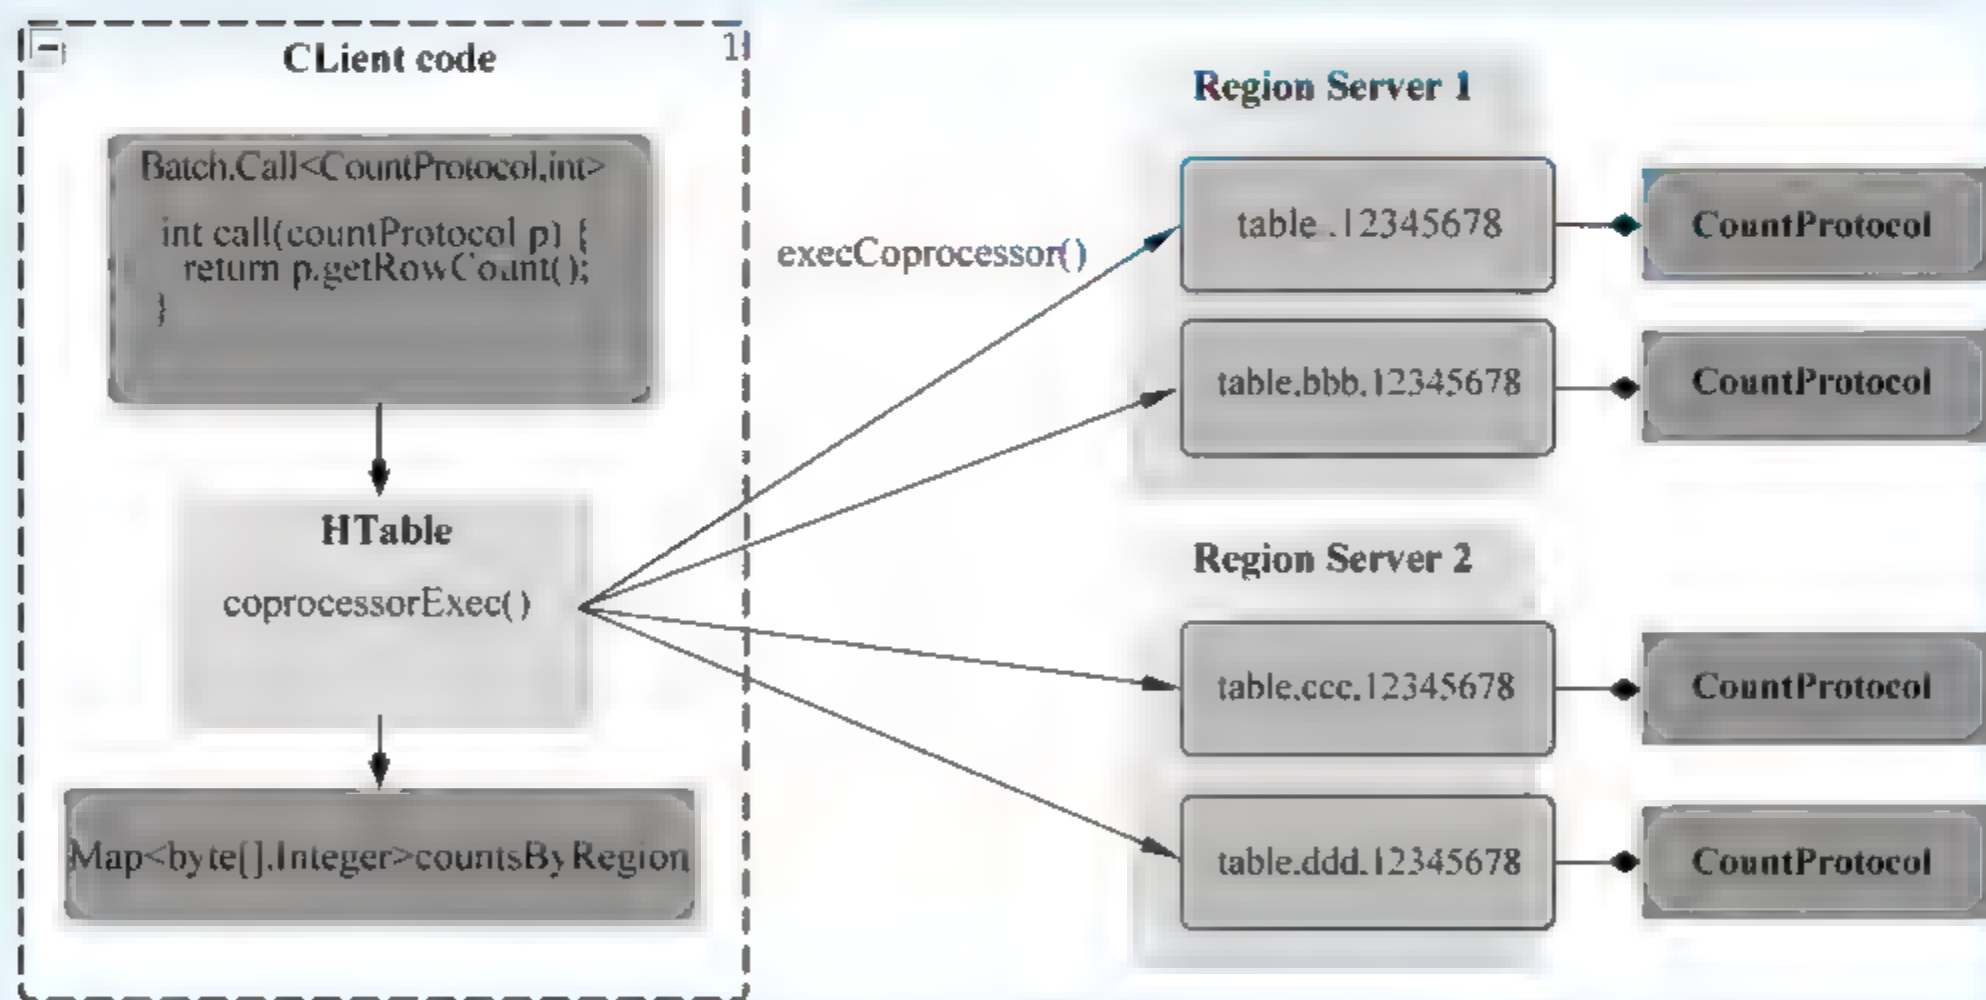 CLient code
1
Batch.Call<CountProtocol,int>
int call(countProtocol p) {
return p.getRowCount();
}
HTable
coprocessorExec()
Map<byte[].Integer>countsByRegion
execCoprocessor()
Region Server 1
table .12345678
CountProtocol
table.bbb.12345678
CountProtocol
Region Server 2
table.ccc.12345678
CountProtocol
table.ddd.12345678
CountProtocol